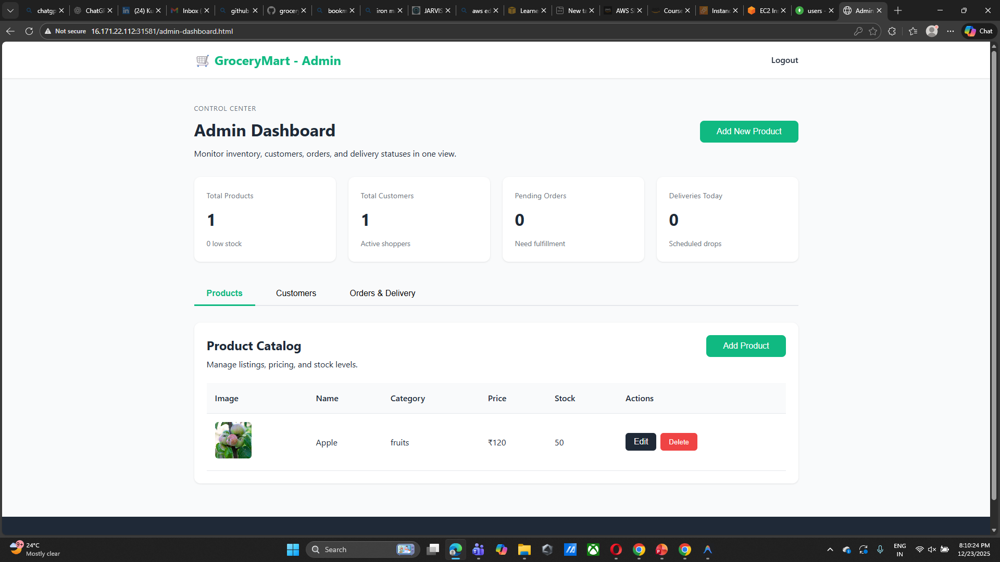 chatgp
ChatGP
(24) Ku
Inbox (
github
grocer
bookm
iron m
JARVIS
aws ed
Learne
New ta
AWS S
Course
Instanc
EC2 In
users -
Admin
Not secure 16.171.22.112:31581/admin-dashboard.html
Chat
GroceryMart - Admin
Logout
CONTROL CENTER
Admin Dashboard
Add New Product
Monitor inventory, customers, orders, and delivery statuses in one view.
Total Products
1
0 low stock
Total Customers
1
Active shoppers
Pending Orders
0
Need fulfillment
Deliveries Today
0
Scheduled drops
Products Customers Orders & Delivery
Product Catalog
Add Product
Manage listings, pricing, and stock levels.
Image Name Category Price Stock Actions
Apple fruits ₹120 50 Edit Delete
9+
24°C
Mostly clear
Search
ENG
IN
8:10:24 PM
12/23/2025